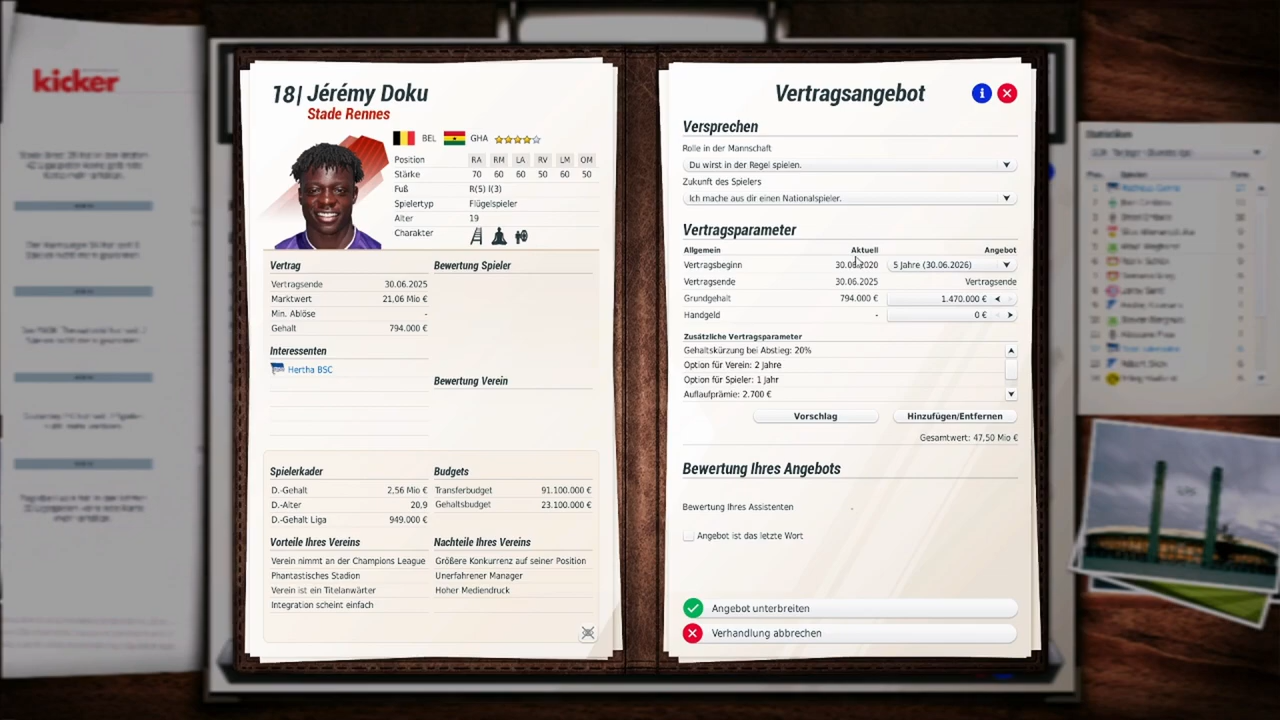 kicker
18| Jérémy Doku
Stade Rennes
BEL GHA
Position RA RM LA RV LM OM
Stärke 70 60 60 50 60 50
Fuß R(5) I(3)
Spielertyp Flügelspieler
Alter 19
Charakter
Vertrag
Vertragsende 30.06.2025
Marktwert 21,06 Mio €
Min. Ablöse -
Gehalt 794.000 €
Bewertung Spieler
Interessenten
Hertha BSC
Bewertung Verein
Spielerkader
D.-Gehalt 2,56 Mio €
D.-Alter 20,9
D.-Gehalt Liga 949.000 €
Budgets
Transferbudget 91.100.000 €
Gehaltsbudget 23.100.000 €
Vorteile Ihres Vereins
Verein nimmt an der Champions League
Phantastisches Stadion
Verein ist ein Titelanwärter
Integration scheint einfach
Nachteile Ihres Vereins
Größere Konkurrenz auf seiner Position
Unerfahrener Manager
Hoher Mediendruck
Vertragsangebot
Versprechen
Rolle in der Mannschaft
Du wirst in der Regel spielen.
Zukunft des Spielers
Ich mache aus dir einen Nationalspieler.
Vertragsparameter
Allgemein Aktuell Angebot
Vertragsbeginn 30.06.2020 5 Jahre (30.06.2026)
Vertragsende 30.06.2025 Vertragsende
Grundgehalt 794.000 € 1.470.000 €
Handgeld - 0 €
Zusätzliche Vertragsparameter
Gehaltskürzung bei Abstieg: 20%
Option für Verein: 2 Jahre
Option für Spieler: 1 Jahr
Auflaufprämie: 2.700 €
Vorschlag Hinzufügen/Entfernen
Gesamtwert: 47,50 Mio €
Bewertung Ihres Angebots
Bewertung Ihres Assistenten
Angebot ist das letzte Wort
Angebot unterbreiten
Verhandlung abbrechen